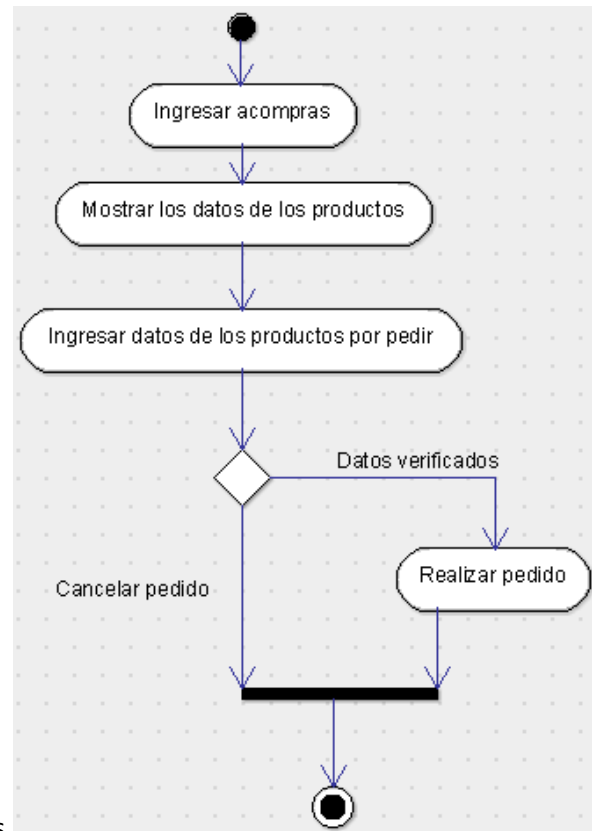 Ingresar acompras
Mostrar los datos de los productos
Ingresar datos de los productos por pedir
Datos verificados
Realizar pedido
Cancelar pedido
s